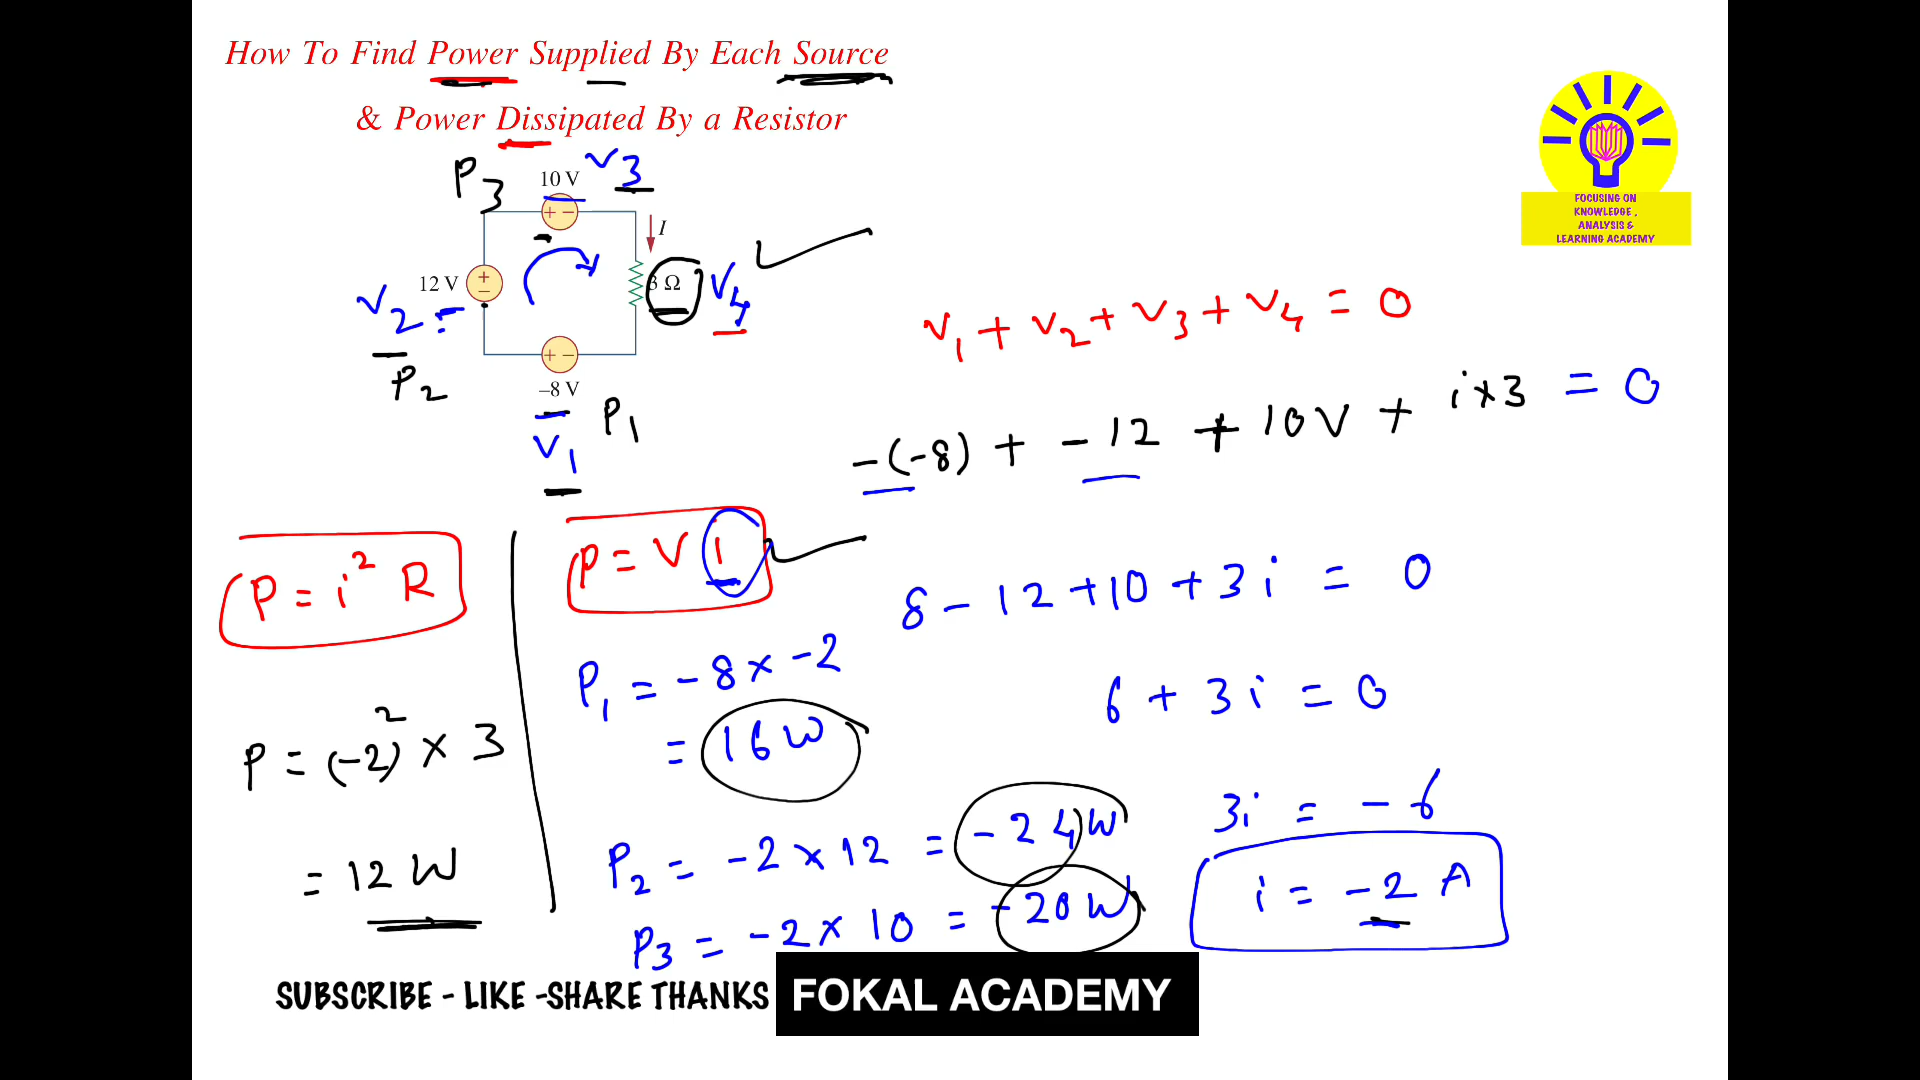 How To Find Power Supplied By Each Source
& Power Dissipated By a Resistor
FOCUSING ON
KNOWLEDGE ,
ANALYSIS &
LEARNING ACADEMY
P3
10 V
V3
+ −
I
12 V
+
−
3 Ω
V4
V2
P2
+ −
–8 V
P1
V1
V1 + V2 + V3 + V4 = 0
-(-8) + -12 + 10V + i×3 = 0
P = i² R
P = V i
8 - 12 + 10 + 3i = 0
P1 = -8 × -2
= 16 W
6 + 3i = 0
P = (-2)² × 3
= 12 W
3i = -6
P2 = -2 × 12 = -24W
i = -2 A
P3 = -2 × 10 = -20W
SUBSCRIBE - LIKE -SHARE THANKS
FOKAL ACADEMY